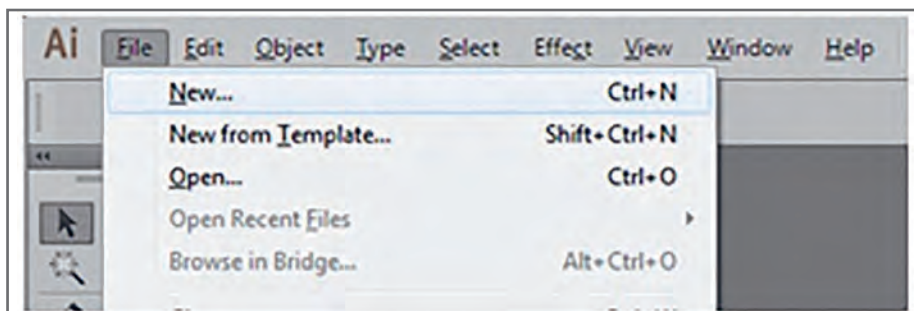 Ai File Edit Object Type Select Effect View Window Help
New... Ctrl+N
New from Template... Shift+Ctrl+N
Open... Ctrl+O
Open Recent Files
Browse in Bridge... Alt+Ctrl+O